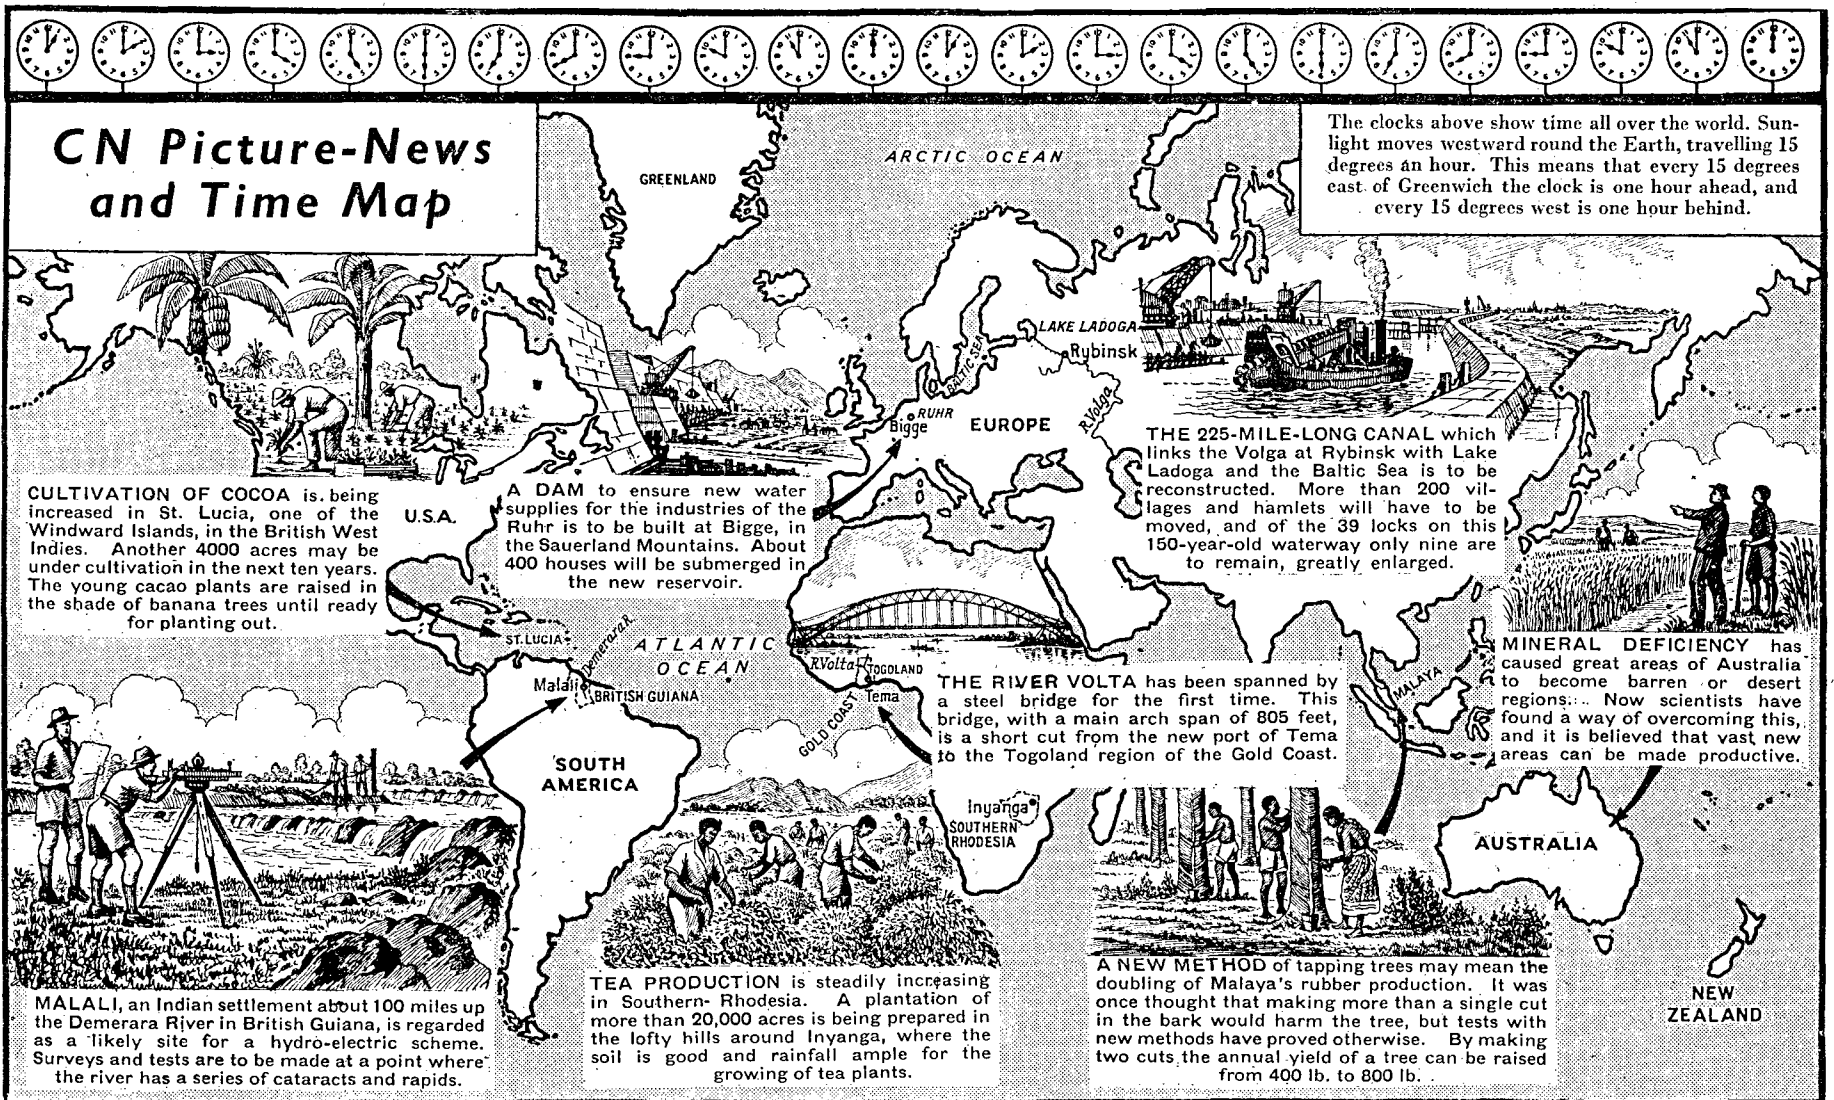 CN Picture-News
and Time Map
The clocks above show time all over the world. Sun-
light moves westward round the Earth, travelling 15
degrees an hour. This means that every 15 degrees
east of Greenwich the clock is one hour ahead, and
every 15 degrees west is one hour behind.
ARCTIC OCEAN
GREENLAND
LAKE LADOGA
Rybinsk
BALTIC SEA
R.Volga
RUHR
Bigge
EUROPE
THE 225-MILE-LONG CANAL which
links the Volga at Rybinsk with Lake
Ladoga and the Baltic Sea is to be
reconstructed. More than 200 vil-
lages and hamlets will have to be
moved, and of the 39 locks on this
150-year-old waterway only nine are
to remain, greatly enlarged.
CULTIVATION OF COCOA is being
increased in St. Lucia, one of the
Windward Islands, in the British West
Indies. Another 4000 acres may be
under cultivation in the next ten years.
The young cacao plants are raised in
the shade of banana trees until ready
for planting out.
U.S.A.
A DAM to ensure new water
supplies for the industries of the
Ruhr is to be built at Bigge, in
the Sauerland Mountains. About
400 houses will be submerged in
the new reservoir.
ST. LUCIA
Demerara R.
ATLANTIC
OCEAN
Malali
BRITISH GUIANA
R.Volta
TOGOLAND
Tema
GOLD COAST
THE RIVER VOLTA has been spanned by
a steel bridge for the first time. This
bridge, with a main arch span of 805 feet,
is a short cut from the new port of Tema
to the Togoland region of the Gold Coast.
MALAYA
MINERAL DEFICIENCY has
caused great areas of Australia
to become barren or desert
regions. Now scientists have
found a way of overcoming this,
and it is believed that vast new
areas can be made productive.
SOUTH
AMERICA
Inyanga
SOUTHERN
RHODESIA
AUSTRALIA
MALALI, an Indian settlement about 100 miles up
the Demerara River in British Guiana, is regarded
as a likely site for a hydro-electric scheme.
Surveys and tests are to be made at a point where
the river has a series of cataracts and rapids.
TEA PRODUCTION is steadily increasing
in Southern Rhodesia. A plantation of
more than 20,000 acres is being prepared in
the lofty hills around Inyanga, where the
soil is good and rainfall ample for the
growing of tea plants.
A NEW METHOD of tapping trees may mean the
doubling of Malaya's rubber production. It was
once thought that making more than a single cut
in the bark would harm the tree, but tests with
new methods have proved otherwise. By making
two cuts the annual yield of a tree can be raised
from 400 lb. to 800 lb.
NEW
ZEALAND